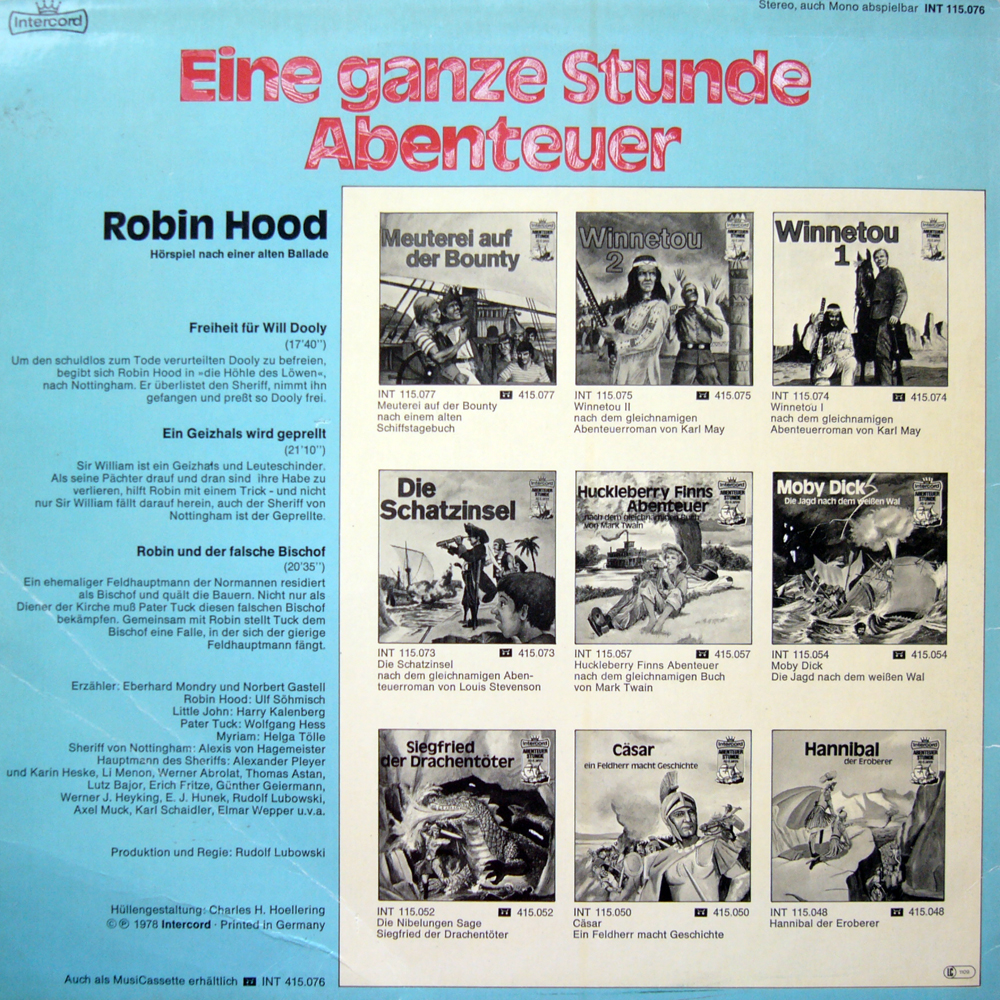 Intercord
Stereo, auch Mono abspielbar INT 115.076
Eine ganze Stunde
Abenteuer
Robin Hood
Hörspiel nach einer alten Ballade
Freiheit für Will Dooly
(17'40'')
Um den schuldlos zum Tode verurteilten Dooly zu befreien,
begibt sich Robin Hood in »die Höhle des Löwen«,
nach Nottingham. Er überlistet den Sheriff, nimmt ihn
gefangen und preßt so Dooly frei.
Ein Geizhals wird geprellt
(21'10'')
Sir William ist ein Geizhals und Leuteschinder.
Als seine Pächter drauf und dran sind ihre Habe zu
verlieren, hilft Robin mit einem Trick - und nicht
nur Sir William fällt darauf herein, auch der Sheriff von
Nottingham ist der Geprellte.
Robin und der falsche Bischof
(20'35'')
Ein ehemaliger Feldhauptmann der Normannen residiert
als Bischof und quält die Bauern. Nicht nur als
Diener der Kirche muß Pater Tuck diesen falschen Bischof
bekämpfen. Gemeinsam mit Robin stellt Tuck dem
Bischof eine Falle, in der sich der gierige
Feldhauptmann fängt.
Erzähler: Eberhard Mondry und Norbert Gastell
Robin Hood: Ulf Söhmisch
Little John: Harry Kalenberg
Pater Tuck: Wolfgang Hess
Myriam: Helga Tölle
Sheriff von Nottingham: Alexis von Hagemeister
Hauptmann des Sheriffs: Alexander Pleyer
und Karin Heske, Li Menon, Werner Abrolat, Thomas Astan,
Lutz Bajor, Erich Fritze, Günther Geiermann,
Werner J. Heyking, E. J. Hunek, Rudolf Lubowski,
Axel Muck, Karl Schaidler, Elmar Wepper u.v.a.
Produktion und Regie: Rudolf Lubowski
Hüllengestaltung: Charles H. Hoellering
© ℗ 1978 Intercord · Printed in Germany
Auch als MusiCassette erhältlich INT 415.076
Meuterei auf
der Bounty
INT 115.077 415.077
Meuterei auf der Bounty
nach einem alten
Schiffstagebuch
Winnetou
2
INT 115.075 415.075
Winnetou II
nach dem gleichnamigen
Abenteuerroman von Karl May
Winnetou
1
INT 115.074 415.074
Winnetou I
nach dem gleichnamigen
Abenteuerroman von Karl May
Die
Schatzinsel
INT 115.073 415.073
Die Schatzinsel
nach dem gleichnamigen Aben-
teuerroman von Louis Stevenson
Huckleberry Finns
Abenteuer
nach dem gleichnamigen Buch
von Mark Twain
INT 115.057 415.057
Huckleberry Finns Abenteuer
nach dem gleichnamigen Buch
von Mark Twain
Moby Dick
Die Jagd nach dem weißen Wal
INT 115.054 415.054
Moby Dick
Die Jagd nach dem weißen Wal
Siegfried
der Drachentöter
Intercord
ABENTEUER
STUNDE
INT 115.052 415.052
Die Nibelungen Sage
Siegfried der Drachentöter
Cäsar
ein Feldherr macht Geschichte
Intercord
ABENTEUER
STUNDE
INT 115.050 415.050
Cäsar
Ein Feldherr macht Geschichte
Hannibal
der Eroberer
Intercord
ABENTEUER
STUNDE
INT 115.048 415.048
Hannibal der Eroberer